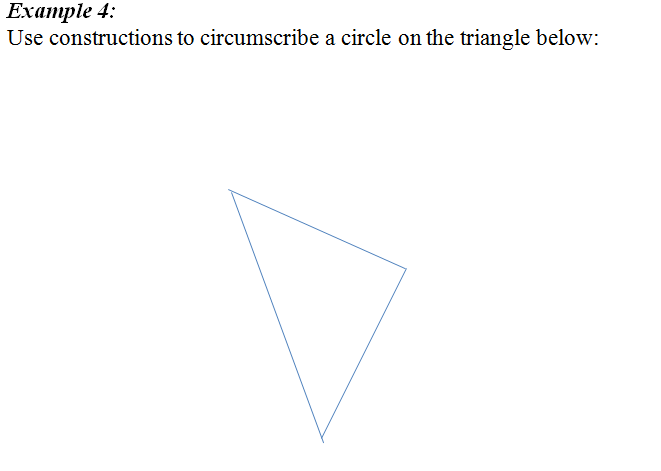 Example 4:
Use constructions to circumscribe a circle on the triangle below: